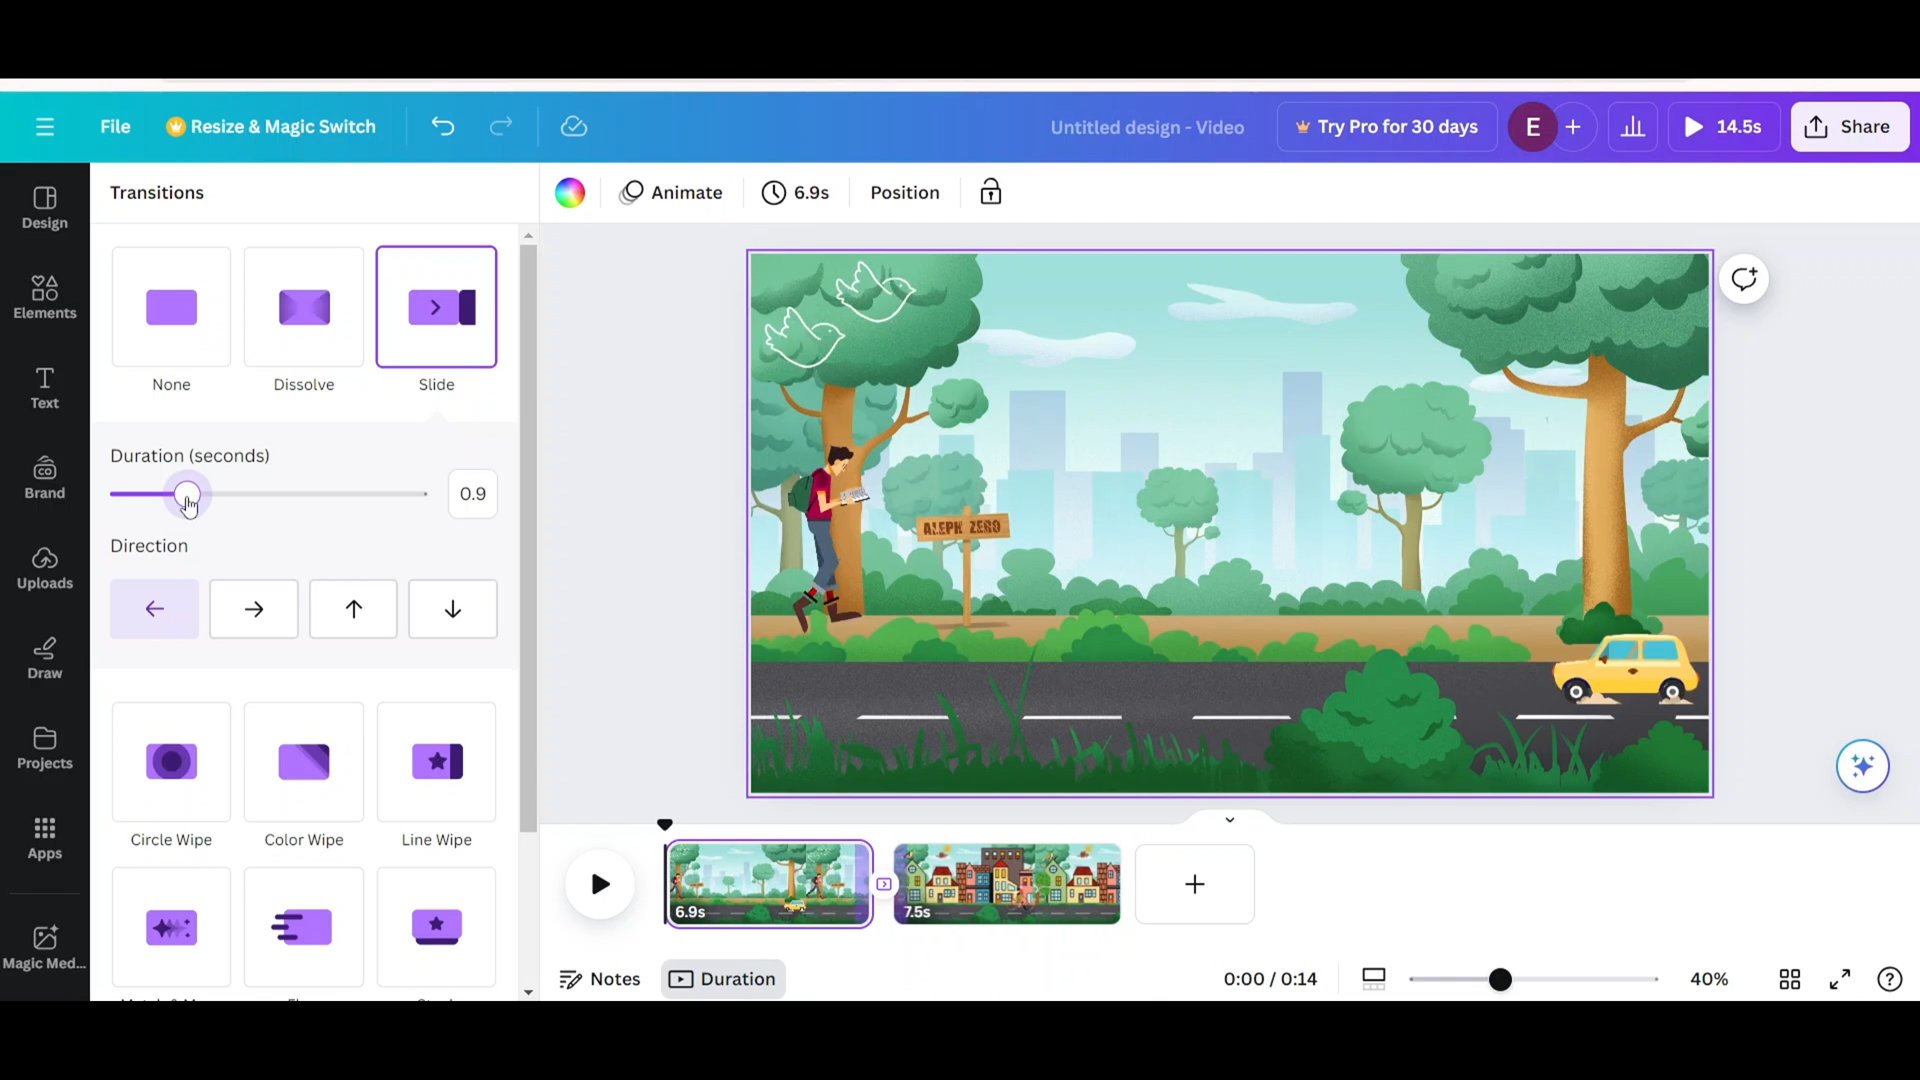 File
Resize & Magic Switch
Untitled design - Video
Try Pro for 30 days
E
14.5s
Share
Design
Elements
Text
Brand
Uploads
Draw
Projects
Apps
Magic Med...
Transitions
None
Dissolve
Slide
Duration (seconds)
0.9
Direction
Circle Wipe
Color Wipe
Line Wipe
Animate
6.9s
Position
ALEPH ZERO
6.9s
7.5s
Notes
Duration
0:00 / 0:14
40%